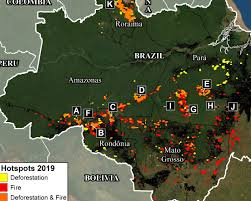 COLOMBIA
K
Roraima
BRAZIL
Pará
PERU
Amazonas
E
D
A
F
C
I
G
H
J
B
Rondônia
Mato
Grosso
BOLIVIA
Hotspots 2019
Deforestation
Fire
Deforestation & Fire